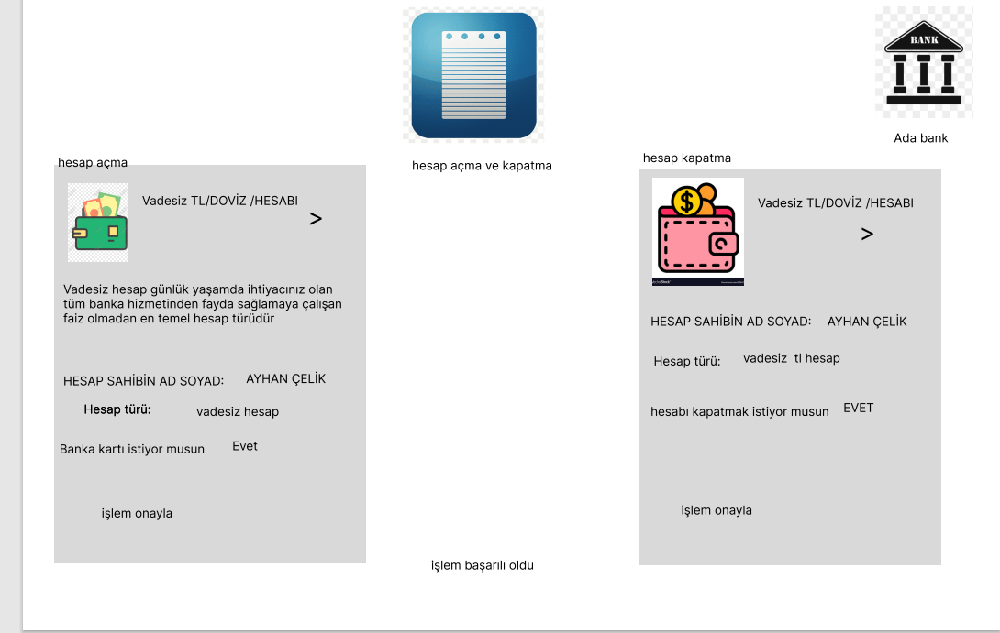 BANK
Ada bank
hesap açma ve kapatma
hesap açma
Vadesiz TL/DOVİZ /HESABI
>
Vadesiz hesap günlük yaşamda ihtiyacınız olan
tüm banka hizmetinden fayda sağlamaya çalışan
faiz olmadan en temel hesap türüdür
HESAP SAHİBİN AD SOYAD: AYHAN ÇELİK
Hesap türü: vadesiz hesap
Banka kartı istiyor musun Evet
işlem onayla
hesap kapatma
Vadesiz TL/DOVİZ /HESABI
>
HESAP SAHİBİN AD SOYAD: AYHAN ÇELİK
Hesap türü: vadesiz tl hesap
hesabı kapatmak istiyor musun EVET
işlem onayla
işlem başarılı oldu